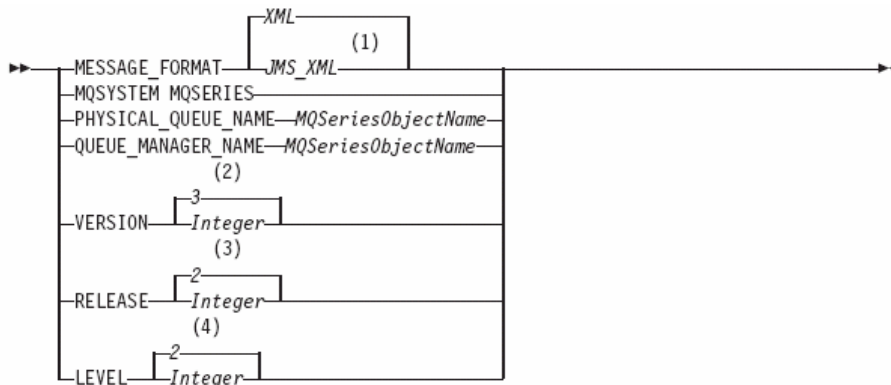 XML
(1)
MESSAGE_FORMAT JMS_XML
MQSYSTEM MQSERIES
PHYSICAL_QUEUE_NAME MQSeriesObjectName
QUEUE_MANAGER_NAME MQSeriesObjectName
(2)
3
VERSION Integer
(3)
2
RELEASE Integer
(4)
2
LEVEL Integer